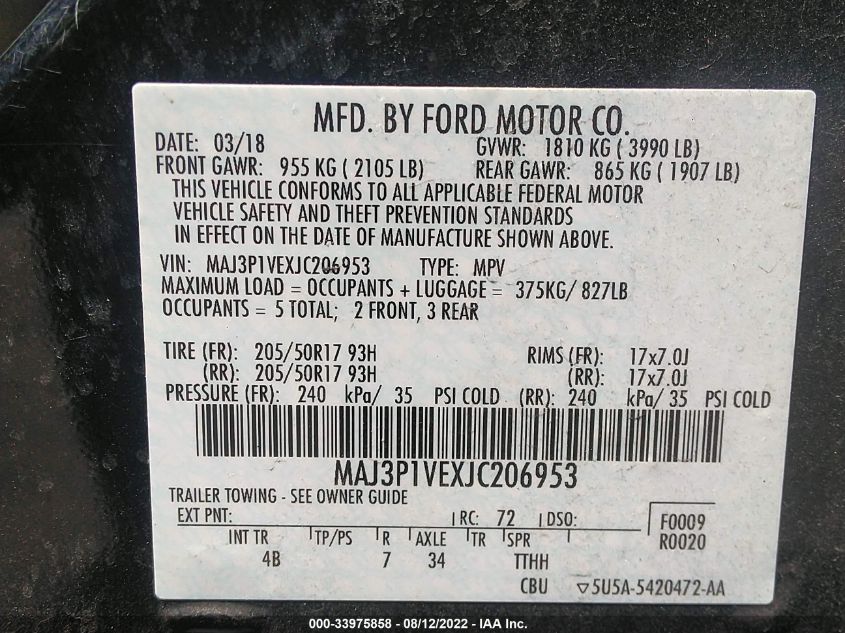 MFD. BY FORD MOTOR CO.
DATE: 03/18 GVWR: 1810 KG ( 3990 LB)
FRONT GAWR: 955 KG ( 2105 LB) REAR GAWR: 865 KG ( 1907 LB)
THIS VEHICLE CONFORMS TO ALL APPLICABLE FEDERAL MOTOR
VEHICLE SAFETY AND THEFT PREVENTION STANDARDS
IN EFFECT ON THE DATE OF MANUFACTURE SHOWN ABOVE.
VIN: MAJ3P1VEXJC206953 TYPE: MPV
MAXIMUM LOAD = OCCUPANTS + LUGGAGE = 375KG/ 827LB
OCCUPANTS = 5 TOTAL; 2 FRONT, 3 REAR
TIRE (FR): 205/50R17 93H RIMS (FR): 17x7.0J
(RR): 205/50R17 93H (RR): 17x7.0J
PRESSURE (FR): 240 kPa/ 35 PSI COLD (RR): 240 kPa/ 35 PSI COLD
MAJ3P1VEXJC206953
TRAILER TOWING - SEE OWNER GUIDE
EXT PNT: RC: 72 DSO: F0009
R0020
INT TR TP/PS R AXLE TR SPR
4B 7 34 TTHH
CBU 5U5A-5420472-AA
000-33975858 - 08/12/2022 - IAA Inc.